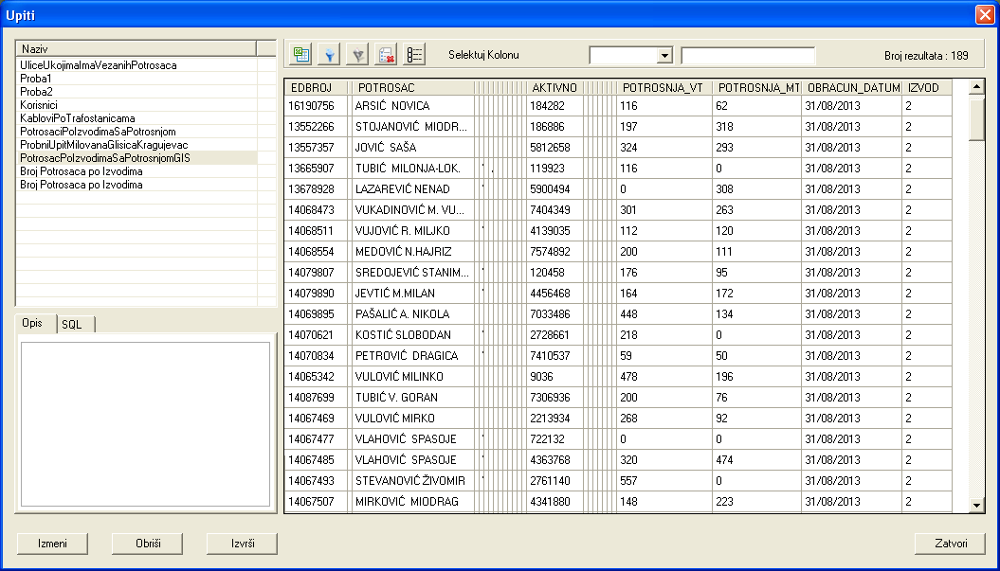 Upiti
Naziv
UliceUkojimaImaVezanihPotrosaca
Proba1
Proba2
Korisnici
KabloviPoTrafostanicama
PotrosaciPoIzvodimaSaPotrosnjom
ProbniUpitMilovanaGlisicaKragujevac
PotrosacPoIzvodimaSaPotrosnjomGIS
Broj Potrosaca po Izvodima
Broj Potrosaca po Izvodima
Opis SQL
Selektuj Kolonu Broj rezultata : 189
EDBROJ POTROSAC AKTIVNO POTROSNJA_VT POTROSNJA_MT OBRACUN_DATUM IZVOD
16190756 ARSIĆ NOVICA 184282 116 62 31/08/2013 2
13552266 STOJANOVIĆ MIODR... 186886 197 318 31/08/2013 2
13557357 JOVIĆ SAŠA 5812658 324 293 31/08/2013 2
13665907 TUBIĆ MILONJA-LOK. 119923 116 0 31/08/2013 2
13678928 LAZAREVIĆ NENAD 5900494 0 308 31/08/2013 2
14068473 VUKADINOVIĆ M. VU... 7404349 301 263 31/08/2013 2
14068511 VUJOVIĆ R. MILJKO 4139035 112 120 31/08/2013 2
14068554 MEDOVIĆ N.HAJRIZ 7574892 200 111 31/08/2013 2
14079807 SREDOJEVIĆ STANIM... 120458 176 95 31/08/2013 2
14079890 JEVTIĆ M.MILAN 4456468 164 172 31/08/2013 2
14069895 PAŠALIĆ A. NIKOLA 7033486 448 134 31/08/2013 2
14070621 KOSTIĆ SLOBODAN 2728661 218 0 31/08/2013 2
14070834 PETROVIĆ DRAGICA 7410537 59 50 31/08/2013 2
14065342 VULOVIĆ MILINKO 9036 478 196 31/08/2013 2
14087699 TUBIĆ V. GORAN 7306936 200 76 31/08/2013 2
14067469 VULOVIĆ MIRKO 2213934 268 92 31/08/2013 2
14067477 VLAHOVIĆ SPASOJE 722132 0 0 31/08/2013 2
14067485 VLAHOVIĆ SPASOJE 4363768 320 474 31/08/2013 2
14067493 STEVANOVIĆ ŽIVOMIR 2761140 557 0 31/08/2013 2
14067507 MIRKOVIĆ MIODRAG 4341880 148 223 31/08/2013 2
Izmeni Obriši Izvrši Zatvori